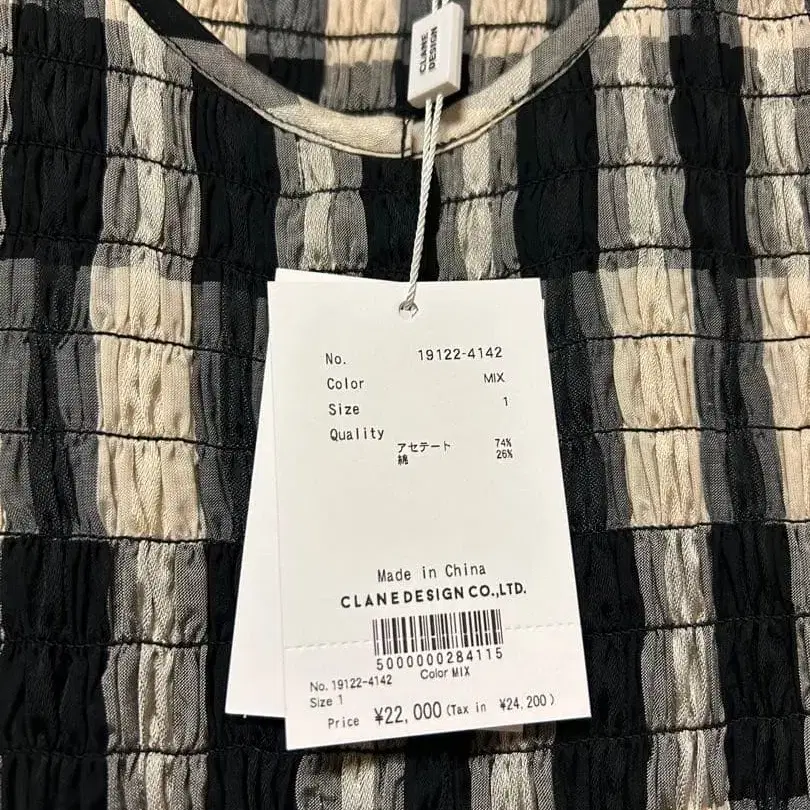 CLANE
DESIGN
No. 19122-4142
Color MIX
Size 1
Quality
アセテート 74%
綿 26%
Made in China
CLANEDESIGN CO.,LTD.
5000000284115
Color MIX
No. 19122-4142
Size 1
Price ¥22,000 (Tax in ¥24,200)